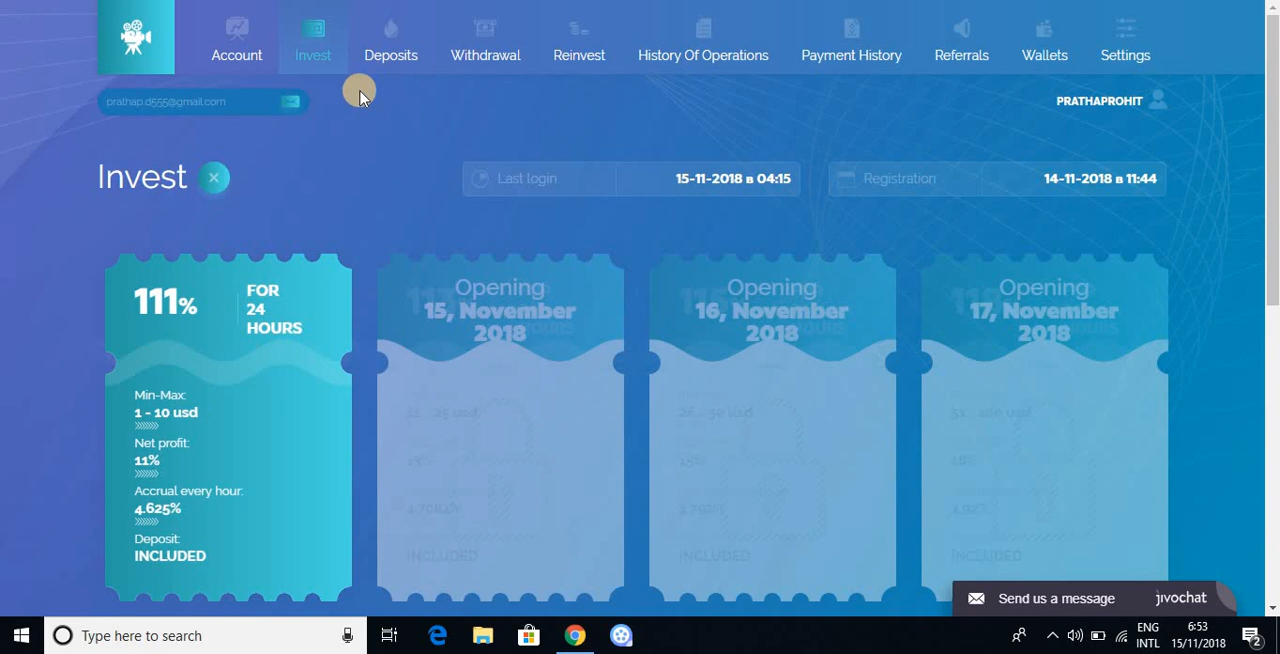 Account
Invest
Deposits
Withdrawal
Reinvest
History Of Operations
Payment History
Referrals
Wallets
Settings
prathap.d555@gmail.com
PRATHAPROHIT
Invest
Last login
15-11-2018 в 04:15
Registration
14-11-2018 в 11:44
111%
FOR
24
HOURS
Min-Max:
1 - 10 usd
Net profit:
11%
Accrual every hour:
4.625%
Deposit:
INCLUDED
Opening
15, November
2018
INCLUDED
Opening
16, November
2018
INCLUDED
Opening
17, November
2018
INCLUDED
Send us a message
jivochat
Type here to search
ENG
INTL
6:53
15/11/2018
2